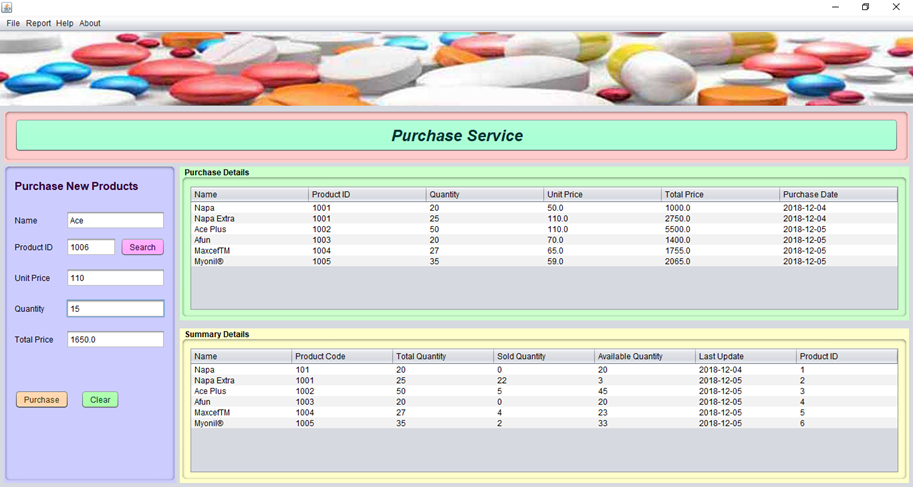 File Report Help About
Purchase Service
Purchase New Products
Name Ace
Product ID 1006 Search
Unit Price 110
Quantity 15
Total Price 1650.0
Purchase Clear
Purchase Details
Name Product ID Quantity Unit Price Total Price Purchase Date
Napa 1001 20 50.0 1000.0 2018-12-04
Napa Extra 1001 25 110.0 2750.0 2018-12-04
Ace Plus 1002 50 110.0 5500.0 2018-12-05
Afun 1003 20 70.0 1400.0 2018-12-05
MaxcefTM 1004 27 65.0 1755.0 2018-12-05
Myonil® 1005 35 59.0 2065.0 2018-12-05
Summary Details
Name Product Code Total Quantity Sold Quantity Available Quantity Last Update Product ID
Napa 101 20 0 20 2018-12-04 1
Napa Extra 1001 25 22 3 2018-12-05 2
Ace Plus 1002 50 5 45 2018-12-05 3
Afun 1003 20 0 20 2018-12-05 4
MaxcefTM 1004 27 4 23 2018-12-05 5
Myonil® 1005 35 2 33 2018-12-05 6